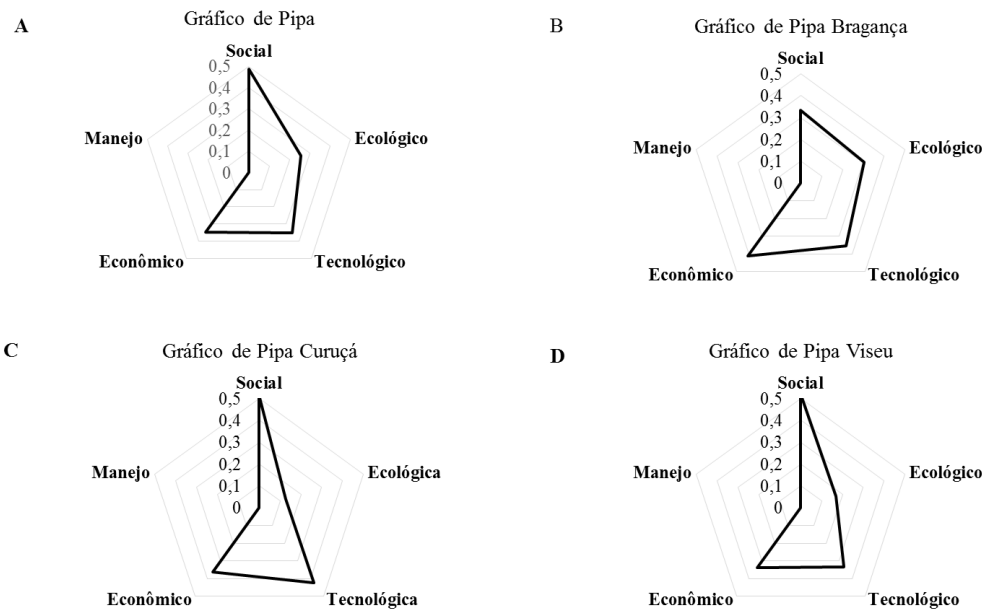 A
Gráfico de Pipa
Social
0,5
0,4
0,3
0,2
0,1
0
Ecológico
Tecnológico
Econômico
Manejo
B
Gráfico de Pipa Bragança
Social
0,5
0,4
0,3
0,2
0,1
0
Ecológico
Tecnológico
Econômico
Manejo
C
Gráfico de Pipa Curuçá
Social
0,5
0,4
0,3
0,2
0,1
0
Ecológica
Tecnológica
Econômico
Manejo
D
Gráfico de Pipa Viseu
Social
0,5
0,4
0,3
0,2
0,1
0
Ecológico
Tecnológico
Econômico
Manejo